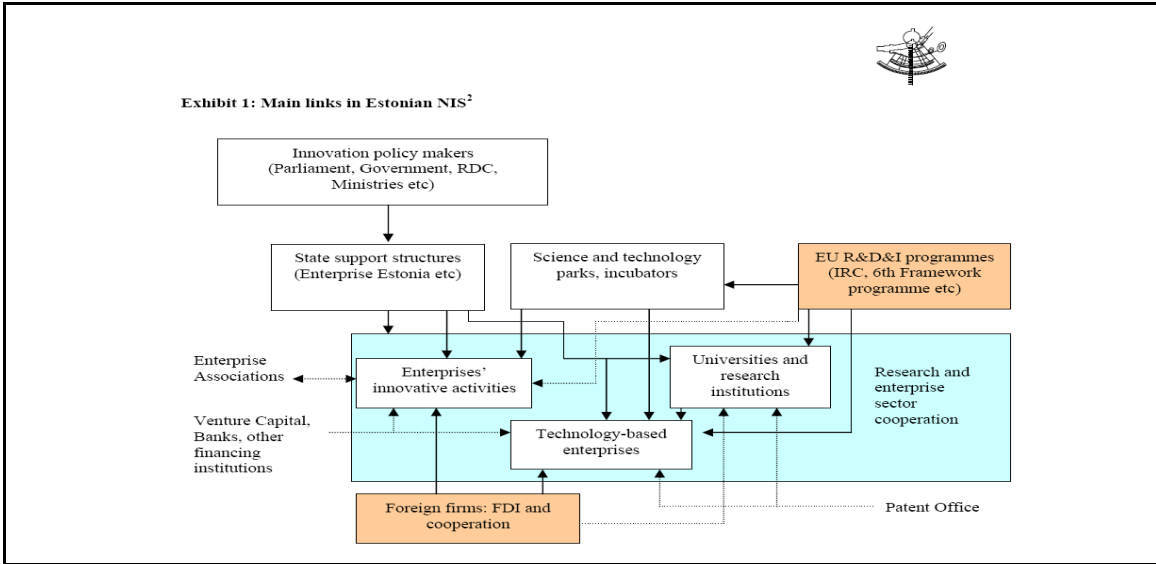 Exhibit 1: Main links in Estonian NIS²
Innovation policy makers
(Parliament, Government, RDC,
Ministries etc)
State support structures
(Enterprise Estonia etc)
Science and technology
parks, incubators
EU R&D&I programmes
(IRC, 6th Framework
programme etc)
Enterprise
Associations
Enterprises'
innovative activities
Universities and
research
institutions
Research and
enterprise
sector
cooperation
Venture Capital,
Banks, other
financing
institutions
Technology-based
enterprises
Foreign firms: FDI and
cooperation
Patent Office